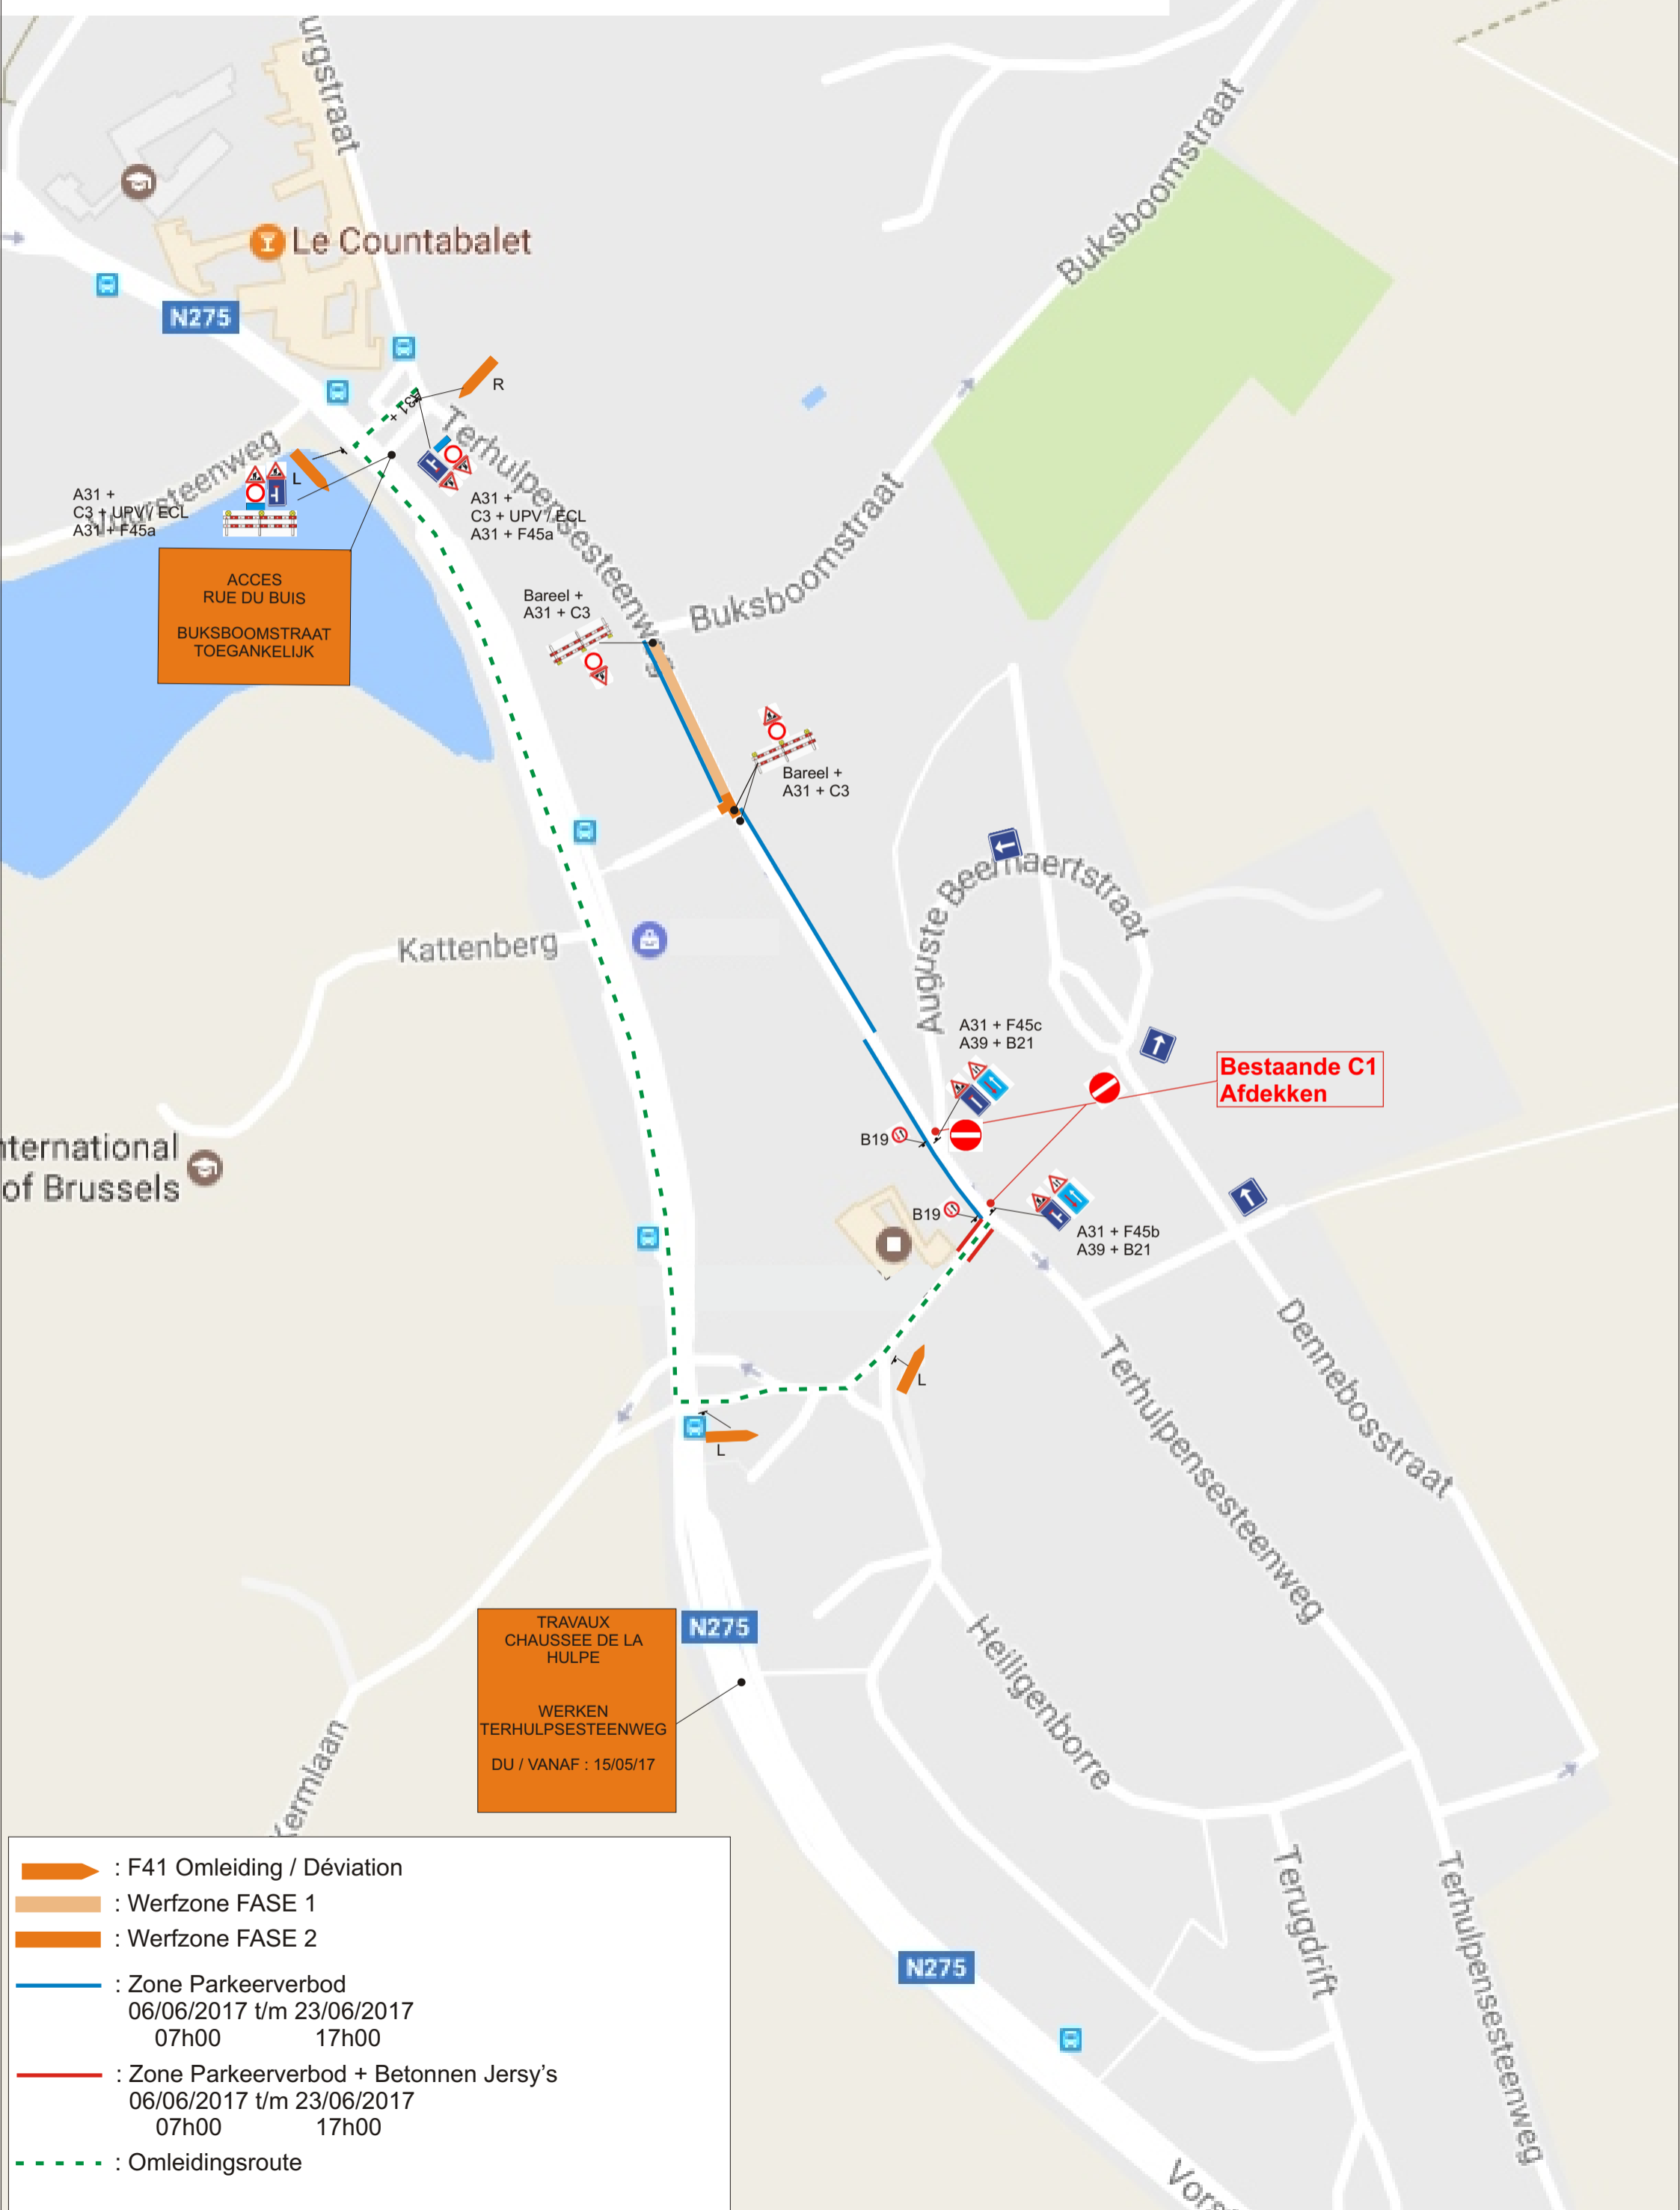 urgstraat
Le Countabalet
N275
R
A31 +
Terhulpensesteenweg
L
A31 +
C3 + UPV / ECL
A31 + F45a
A31 +
C3 + UPV / ECL
A31 + F45a
ACCES
RUE DU BUIS
BUKSBOOMSTRAAT
TOEGANKELIJK
Bareel +
A31 + C3
Buksboomstraat
Buksboomstraat
Bareel +
A31 + C3
Auguste Beernaertstraat
Kattenberg
A31 + F45c
A39 + B21
Bestaande C1
Afdekken
B19
B19
A31 + F45b
A39 + B21
nternational
of Brussels
L
L
Dennebosstraat
Terhulpensesteenweg
Heiligenborre
N275
TRAVAUX
CHAUSSEE DE LA
HULPE
WERKEN
TERHULPSESTEENWEG
DU / VANAF : 15/05/17
Terugdrift
Terhulpensesteenweg
N275
Vors
: F41 Omleiding / Déviation
: Werfzone FASE 1
: Werfzone FASE 2
: Zone Parkeerverbod
06/06/2017 t/m 23/06/2017
07h00 17h00
: Zone Parkeerverbod + Betonnen Jersy's
06/06/2017 t/m 23/06/2017
07h00 17h00
: Omleidingsroute